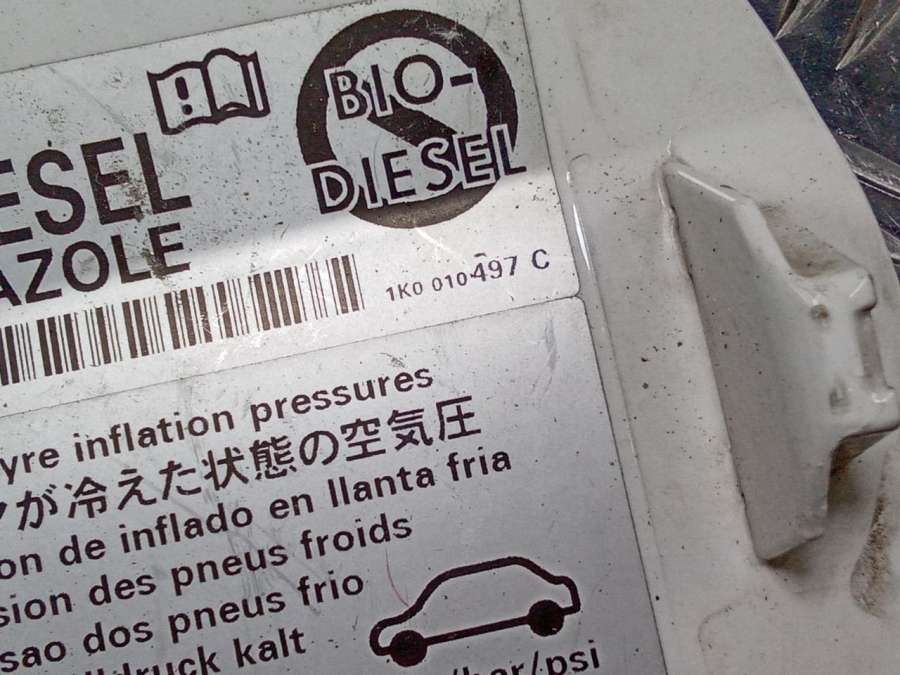 BIO-
DIESEL
ESEL
AZOLE
1K0 010 497 C
yre inflation pressures
が冷えた状態の空気圧
on de inflado en llanta fria
sion des pneus froids
sao dos pneus frio
druck kalt
/bar/psi